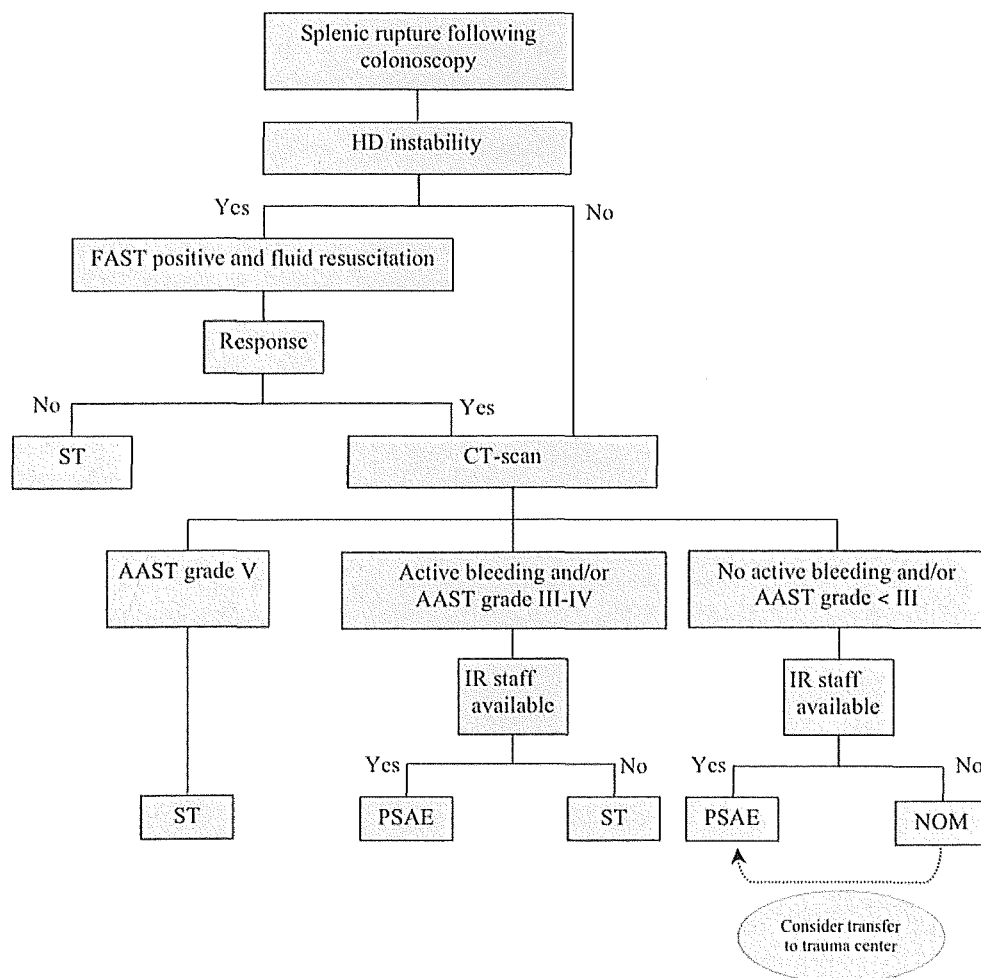 Splenic rupture following
colonoscopy
HD instability
Yes
No
FAST positive and fluid resuscitation
Response
No
Yes
ST
CT-scan
AAST grade V
Active bleeding and/or
AAST grade III-IV
No active bleeding and/or
AAST grade < III
IR staff
available
IR staff
available
Yes
No
Yes
No
ST
PSAE
ST
PSAE
NOM
Consider transfer
to trauma center